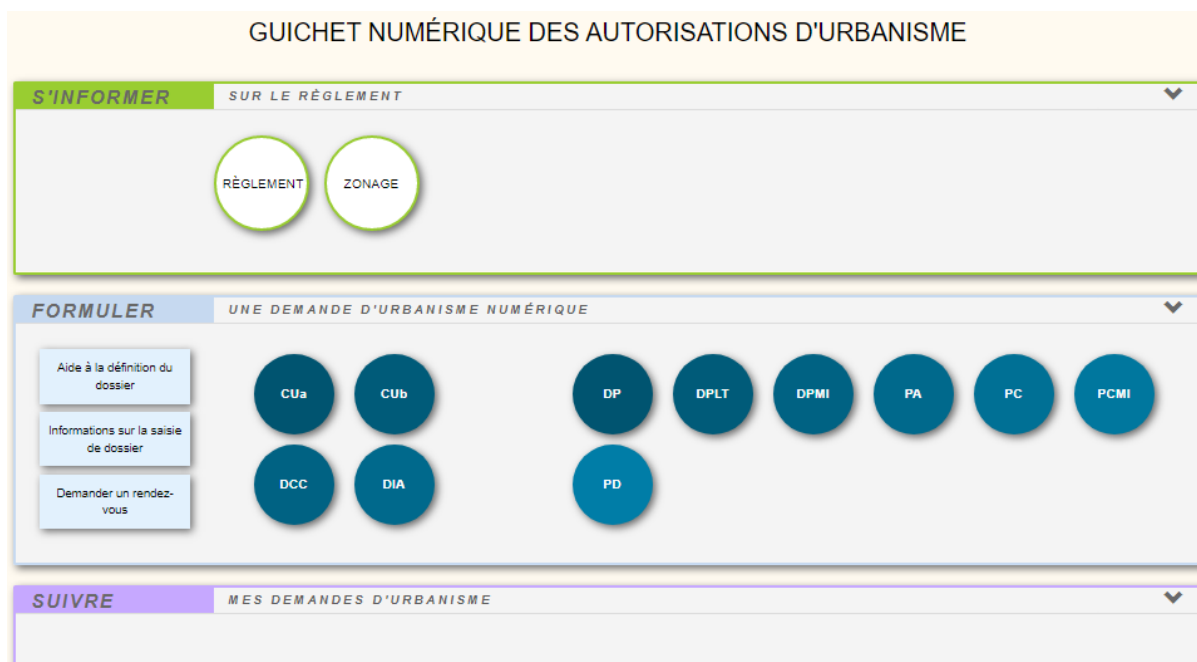 GUICHET NUMÉRIQUE DES AUTORISATIONS D'URBANISME
S'INFORMER
SUR LE RÈGLEMENT
RÈGLEMENT
ZONAGE
FORMULER
UNE DEMANDE D'URBANISME NUMÉRIQUE
Aide à la définition du
dossier
Informations sur la saisie
de dossier
Demander un rendez-
vous
CUa
CUb
DCC
DIA
DP
DPLT
DPMI
PA
PC
PCMI
PD
SUIVRE
MES DEMANDES D'URBANISME